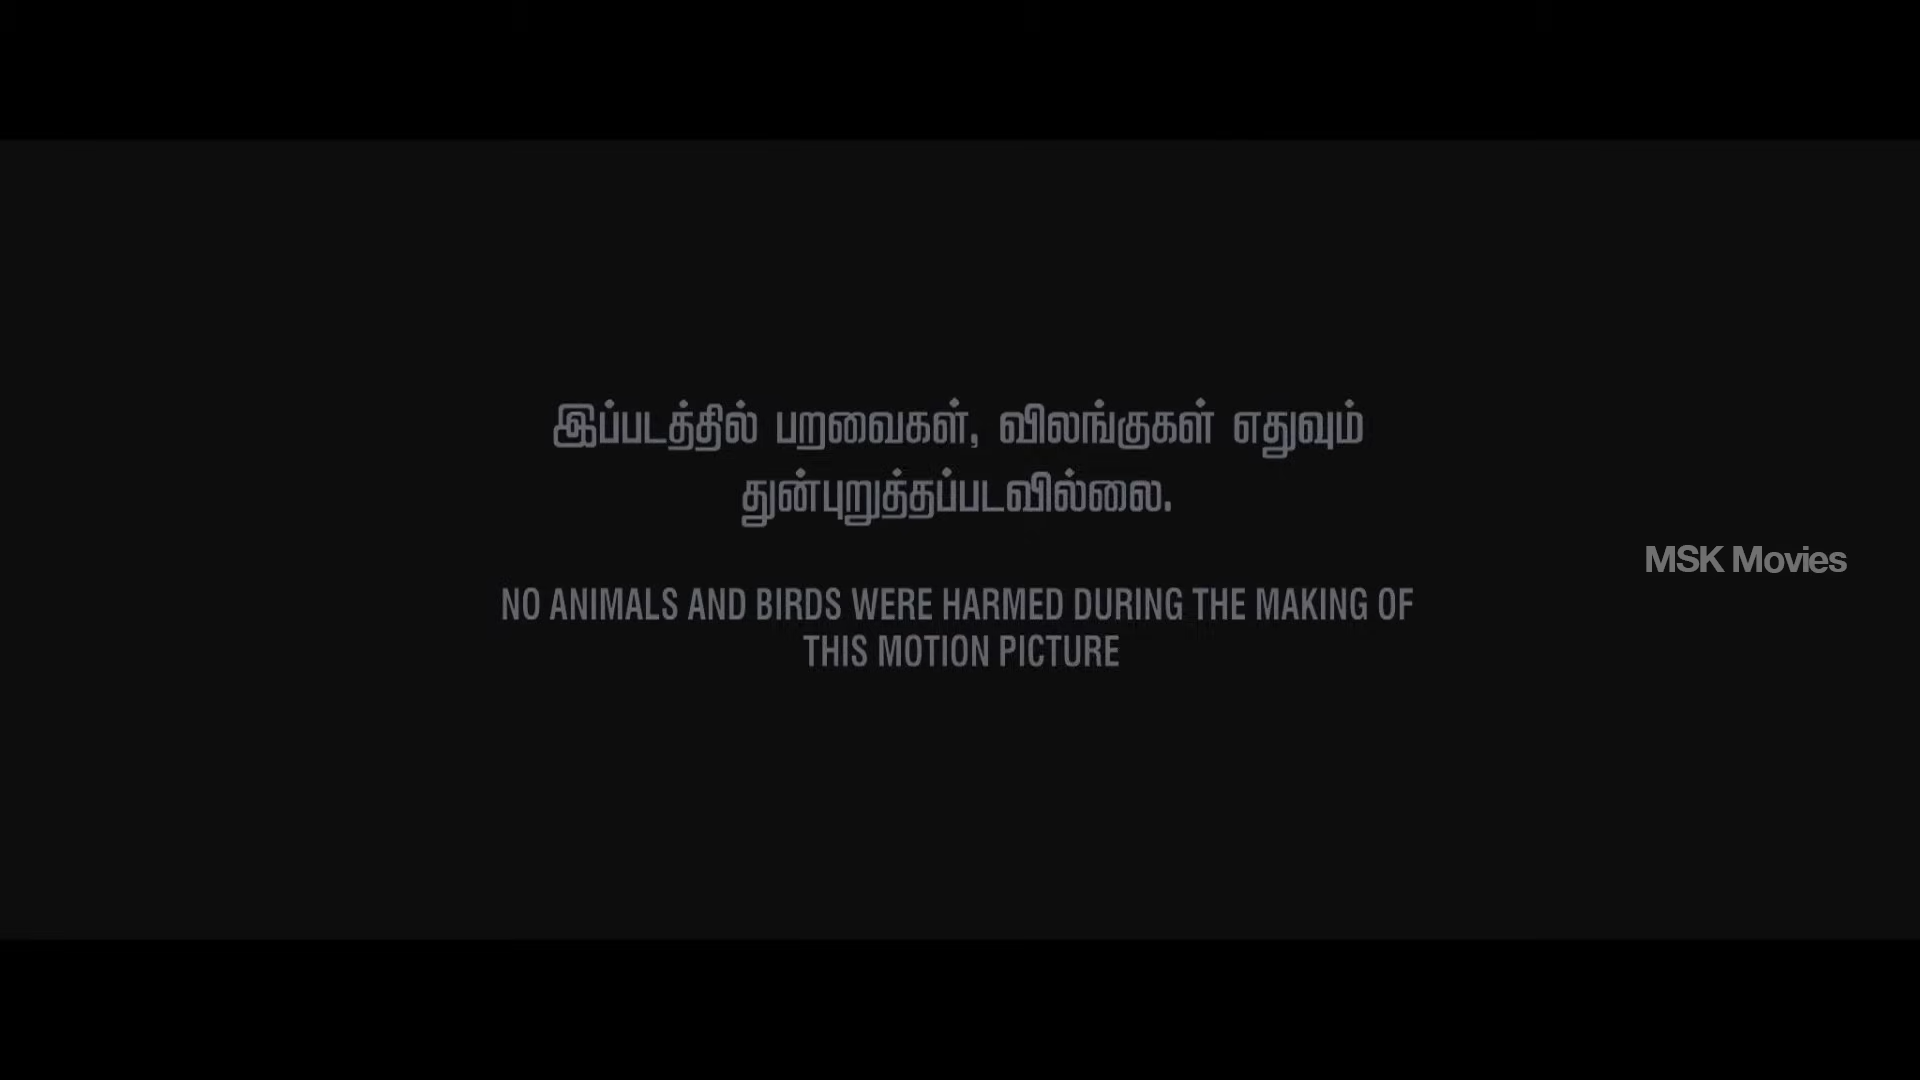 இப்படத்தில் பறவைகள், விலங்குகள் எதுவும்
துன்புறுத்தப்படவில்லை.
MSK Movies
NO ANIMALS AND BIRDS WERE HARMED DURING THE MAKING OF
THIS MOTION PICTURE